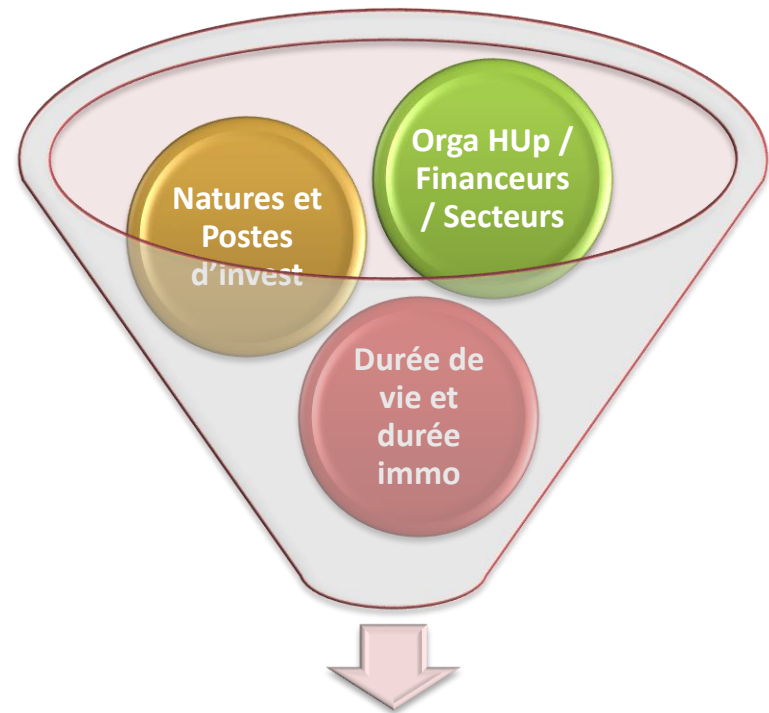 Orga HUp /
Financeurs
/ Secteurs
Natures et
Postes
d’invest
Durée de
vie et
durée
immo